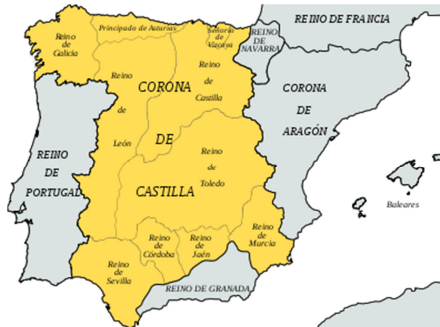 REINO DE FRANCIA
Principado de Asturias
Señorío
de
Vizcaya
REINO
DE
NAVARRA
Reino
de
Galicia
Reino
de
León
Reino
de
Castilla
CORONA
DE
CASTILLA
CORONA
DE
ARAGÓN
REINO
DE
PORTUGAL
Reino
de
Toledo
Baleares
Reino
de
Murcia
Reino
de
Córdoba
Reino
de
Jaén
Reino
de
Sevilla
REINO DE GRANADA